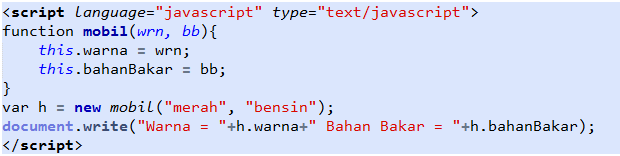 <script language="javascript" type="text/javascript">
function mobil(wrn, bb){
    this.warna = wrn;
    this.bahanBakar = bb;
}
var h = new mobil("merah", "bensin");
document.write("Warna = "+h.warna+" Bahan Bakar = "+h.bahanBakar);
</script>